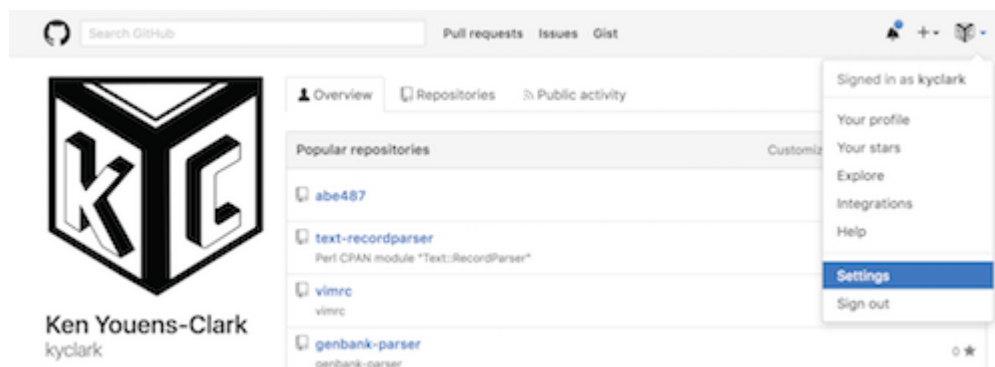 Search GitHub
Pull requests Issues Gist
Signed in as kyclark
Your profile
Your stars
Explore
Integrations
Help
Settings
Sign out
Overview Repositories Public activity
Popular repositories
Customiz
abe487
text-recordparser
Perl CPAN module "Text::RecordParser"
vimrc
vimrc
genbank-parser
genbank-parser
0
KYC
Ken Youens-Clark
kyclark